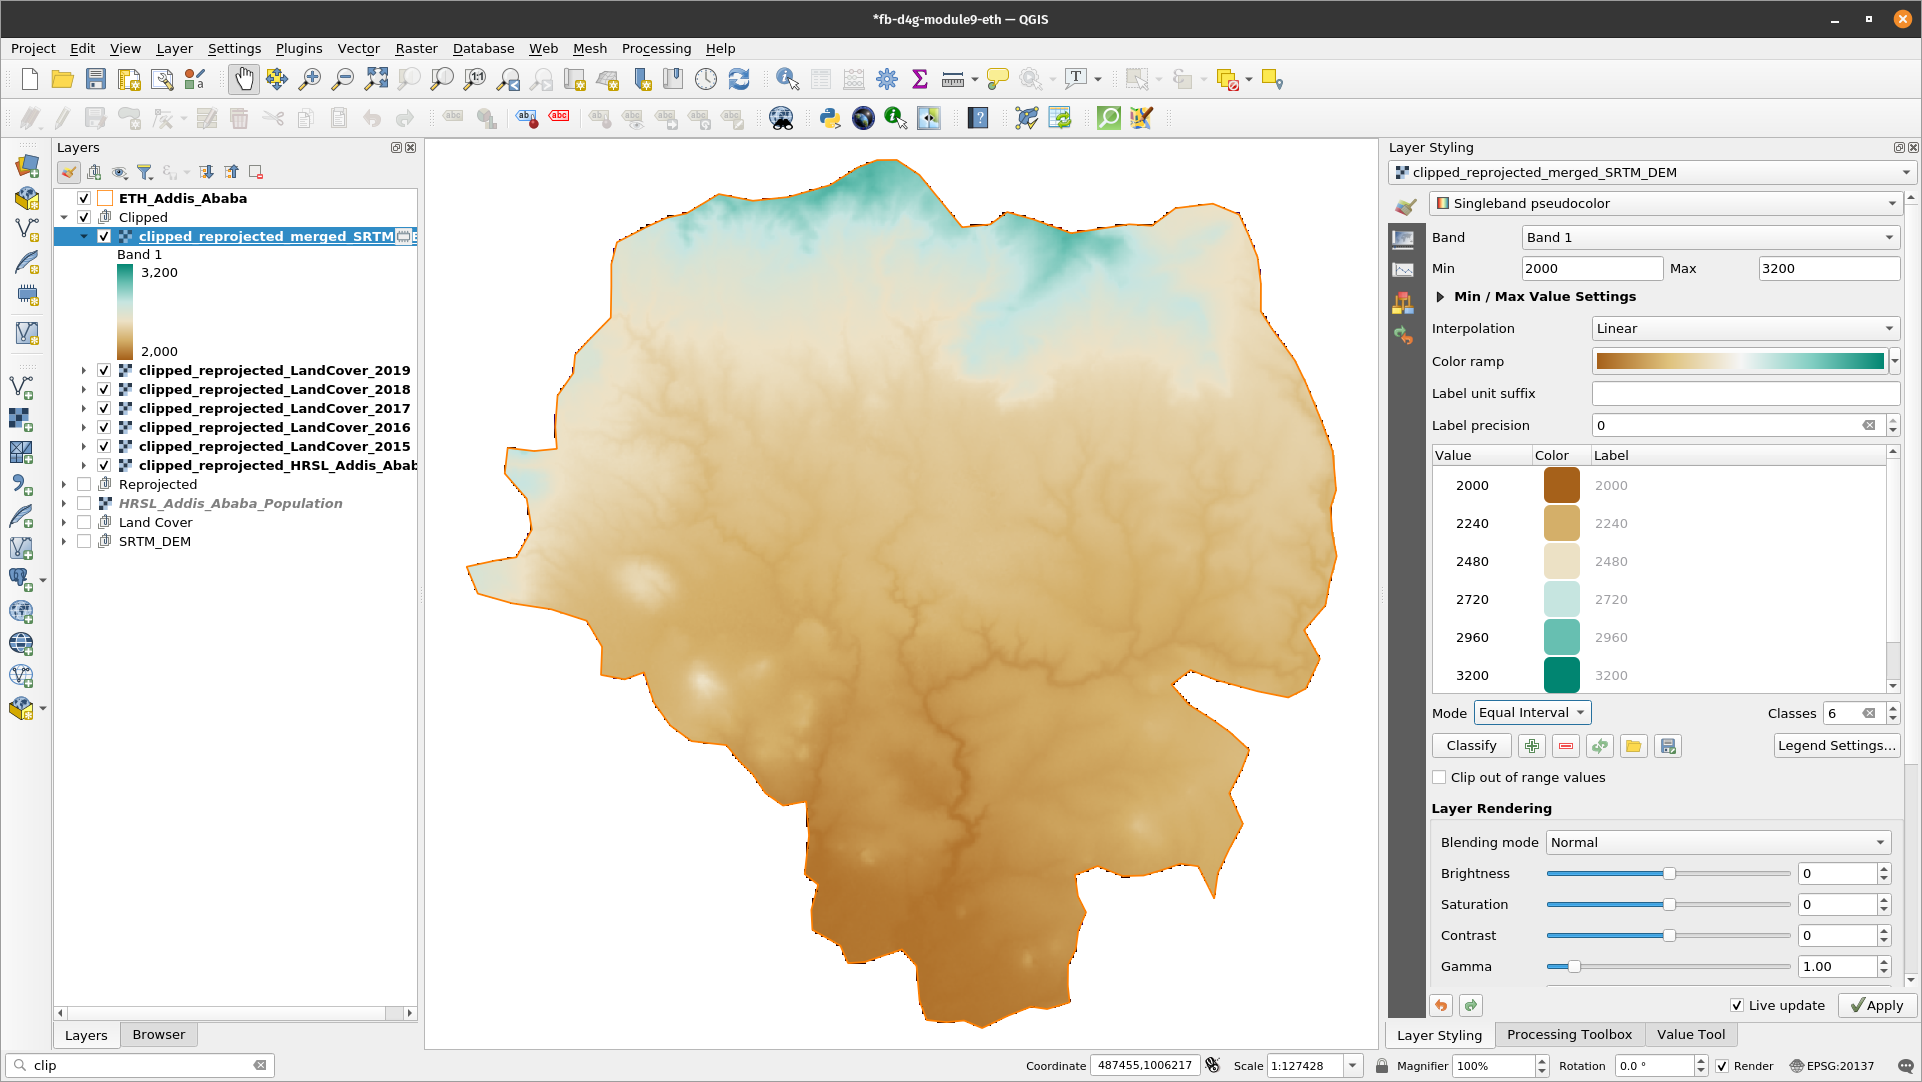 *fb-d4g-module9-eth — QGIS
Project Edit View Layer Settings Plugins Vector Raster Database Web Mesh Processing Help
Layers
ETH_Addis_Ababa
Clipped
clipped_reprojected_merged_SRTM
Band 1
3,200
2,000
clipped_reprojected_LandCover_2019
clipped_reprojected_LandCover_2018
clipped_reprojected_LandCover_2017
clipped_reprojected_LandCover_2016
clipped_reprojected_LandCover_2015
clipped_reprojected_HRSL_Addis_Abab
Reprojected
HRSL_Addis_Ababa_Population
Land Cover
SRTM_DEM
Layers Browser
Layer Styling
clipped_reprojected_merged_SRTM_DEM
Singleband pseudocolor
Band Band 1
Min 2000 Max 3200
Min / Max Value Settings
Interpolation Linear
Color ramp
Label unit suffix
Label precision 0
Value Color Label
2000 2000
2240 2240
2480 2480
2720 2720
2960 2960
3200 3200
Mode Equal Interval Classes 6
Classify Legend Settings...
Clip out of range values
Layer Rendering
Blending mode Normal
Brightness 0
Saturation 0
Contrast 0
Gamma 1.00
Live update Apply
Layer Styling Processing Toolbox Value Tool
clip Coordinate 487455,1006217 Scale 1:127428 Magnifier 100% Rotation 0.0 ° Render EPSG:20137